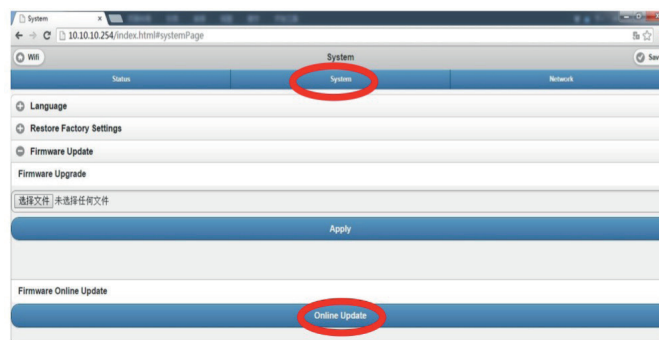 System x
10.10.10.254/index.html#systemPage
Wifi System Sav
Status System Network
Language
Restore Factory Settings
Firmware Update
Firmware Upgrade
选择文件 未选择任何文件
Apply
Firmware Online Update
Online Update